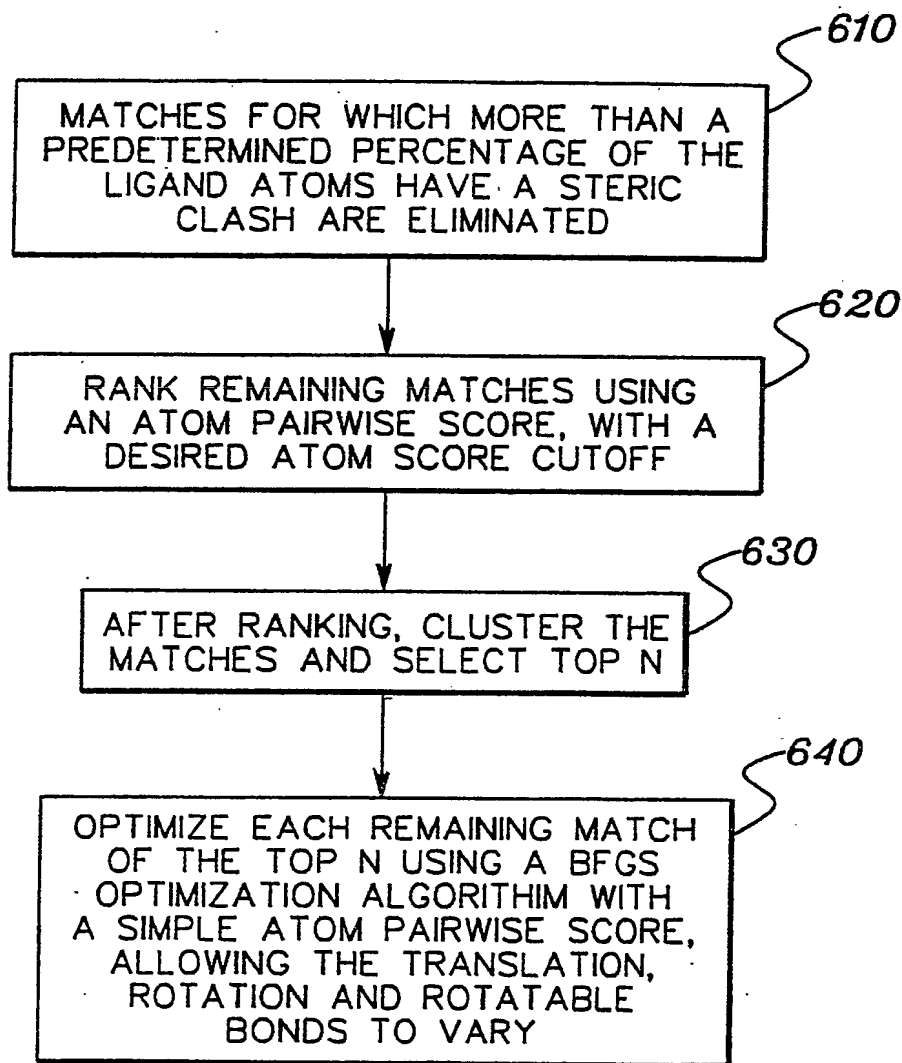 610
MATCHES FOR WHICH MORE THAN A
PREDETERMINED PERCENTAGE OF THE
LIGAND ATOMS HAVE A STERIC
CLASH ARE ELIMINATED
620
RANK REMAINING MATCHES USING
AN ATOM PAIRWISE SCORE, WITH A
DESIRED ATOM SCORE CUTOFF
630
AFTER RANKING, CLUSTER THE
MATCHES AND SELECT TOP N
640
OPTIMIZE EACH REMAINING MATCH
OF THE TOP N USING A BFGS
OPTIMIZATION ALGORITHIM WITH
A SIMPLE ATOM PAIRWISE SCORE,
ALLOWING THE TRANSLATION,
ROTATION AND ROTATABLE
BONDS TO VARY